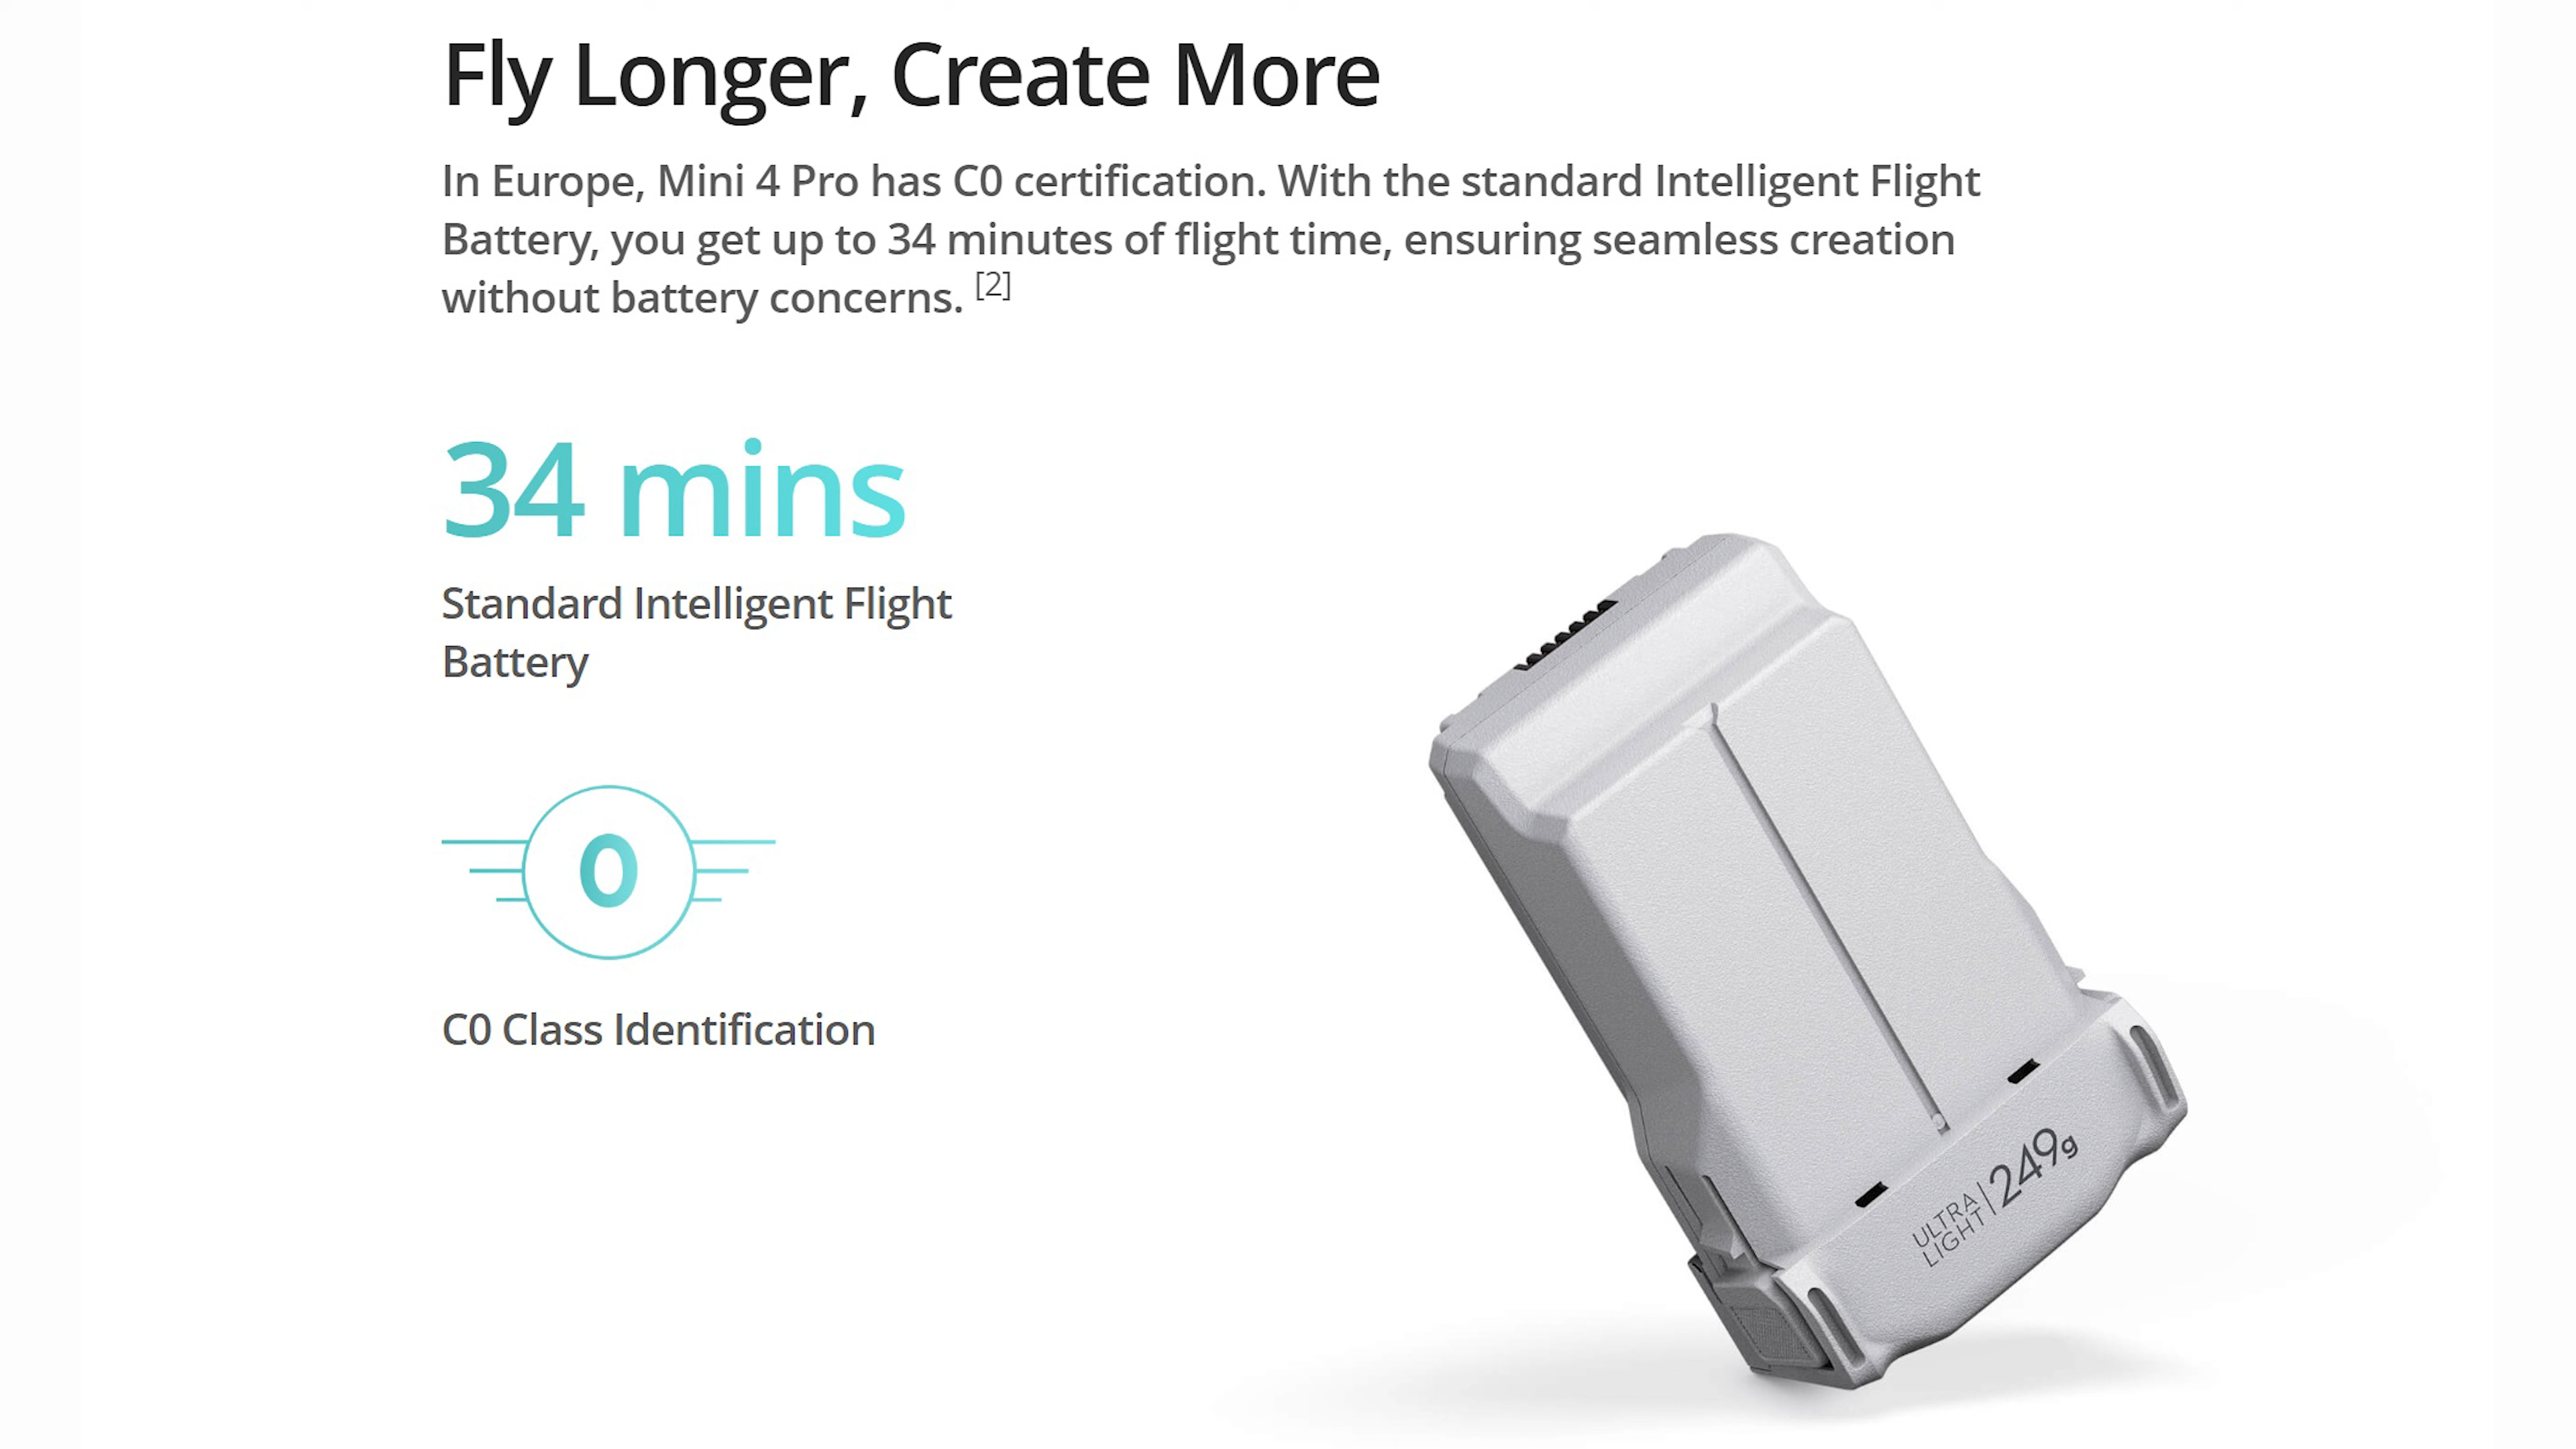 Fly Longer, Create More
In Europe, Mini 4 Pro has C0 certification. With the standard Intelligent Flight
Battery, you get up to 34 minutes of flight time, ensuring seamless creation
without battery concerns. [2]
34 mins
Standard Intelligent Flight
Battery
0
C0 Class Identification
ULTRA
LIGHT | 249g